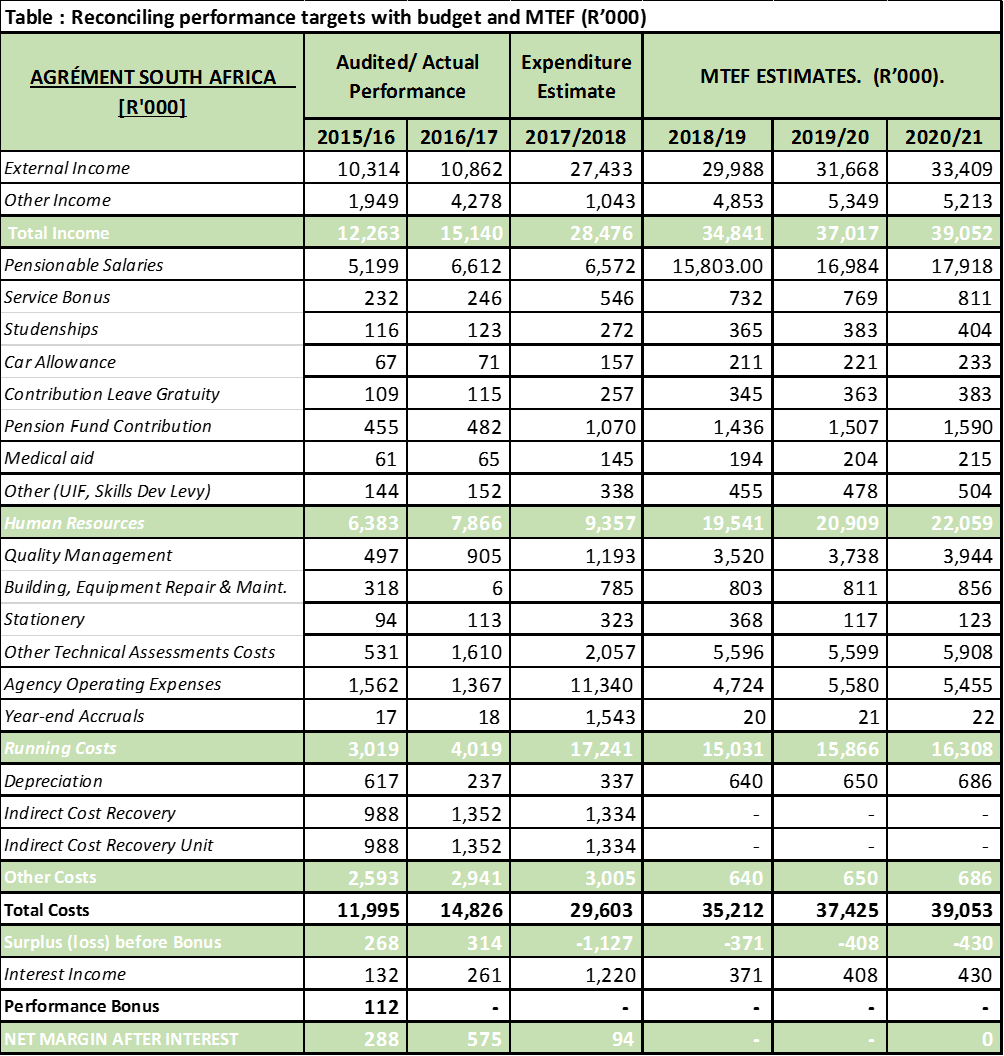 Table : Reconciling performance targets with budget and MTEF (R’000)
AGRÉMENT SOUTH AFRICA [R'000] Audited/ Actual Performance Expenditure Estimate MTEF ESTIMATES. (R’000).
2015/16 2016/17 2017/2018 2018/19 2019/20 2020/21
External Income 10,314 10,862 27,433 29,988 31,668 33,409
Other Income 1,949 4,278 1,043 4,853 5,349 5,213
Total Income 12,263 15,140 28,476 34,841 37,017 39,052
Pensionable Salaries 5,199 6,612 6,572 15,803.00 16,984 17,918
Service Bonus 232 246 546 732 769 811
Studenships 116 123 272 365 383 404
Car Allowance 67 71 157 211 221 233
Contribution Leave Gratuity 109 115 257 345 363 383
Pension Fund Contribution 455 482 1,070 1,436 1,507 1,590
Medical aid 61 65 145 194 204 215
Other (UIF, Skills Dev Levy) 144 152 338 455 478 504
Human Resources 6,383 7,866 9,357 19,541 20,909 22,059
Quality Management 497 905 1,193 3,520 3,738 3,944
Building, Equipment Repair & Maint. 318 6 785 803 811 856
Stationery 94 113 323 368 117 123
Other Technical Assessments Costs 531 1,610 2,057 5,596 5,599 5,908
Agency Operating Expenses 1,562 1,367 11,340 4,724 5,580 5,455
Year-end Accruals 17 18 1,543 20 21 22
Running Costs 3,019 4,019 17,241 15,031 15,866 16,308
Depreciation 617 237 337 640 650 686
Indirect Cost Recovery 988 1,352 1,334 - - -
Indirect Cost Recovery Unit 988 1,352 1,334 - - -
Other Costs 2,593 2,941 3,005 640 650 686
Total Costs 11,995 14,826 29,603 35,212 37,425 39,053
Surplus (loss) before Bonus 268 314 -1,127 -371 -408 -430
Interest Income 132 261 1,220 371 408 430
Performance Bonus 112 - - - - -
NET MARGIN AFTER INTEREST 288 575 94 - - 0